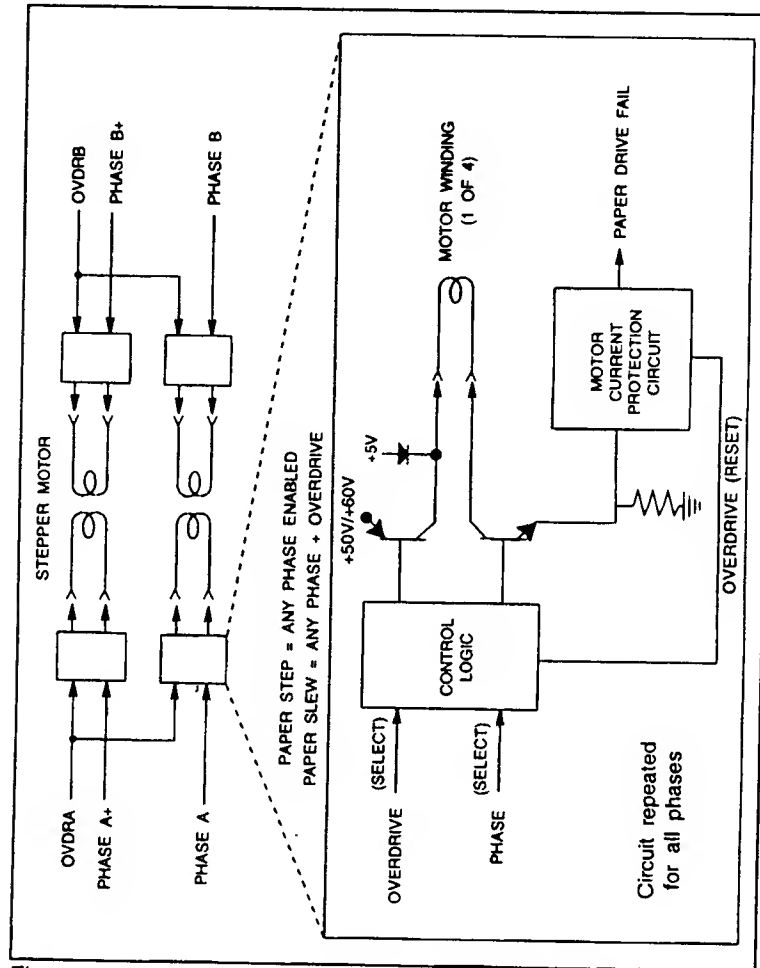 STEPPER MOTOR
OVDRA
PHASE A+
PHASE A
OVDRB
PHASE B+
PHASE B
PAPER STEP = ANY PHASE ENABLED
PAPER SLEW = ANY PHASE + OVERDRIVE
OVERDRIVE
(SELECT)
PHASE
(SELECT)
CONTROL
LOGIC
+50V/+60V
+5V
MOTOR WINDING
(1 OF 4)
MOTOR
CURRENT
PROTECTION
CIRCUIT
PAPER DRIVE FAIL
OVERDRIVE (RESET)
Circuit repeated
for all phases